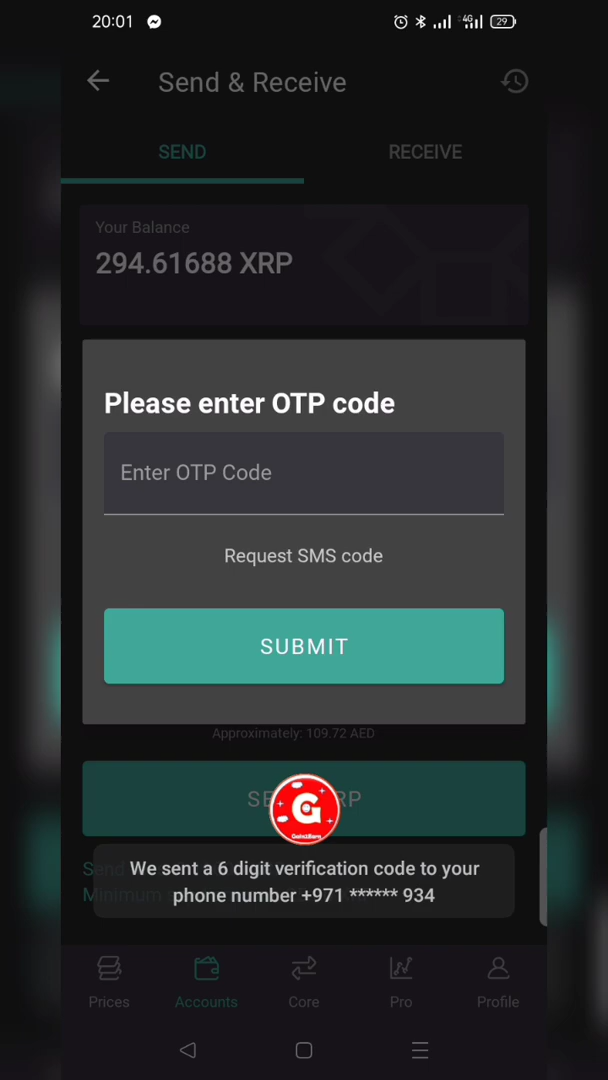 20:01
4G
29
Send & Receive
SEND
RECEIVE
Your Balance
294.61688 XRP
Please enter OTP code
Enter OTP Code
Request SMS code
SUBMIT
Approximately: 109.72 AED
G
We sent a 6 digit verification code to your
phone number +971 ****** 934
Prices
Accounts
Core
Pro
Profile